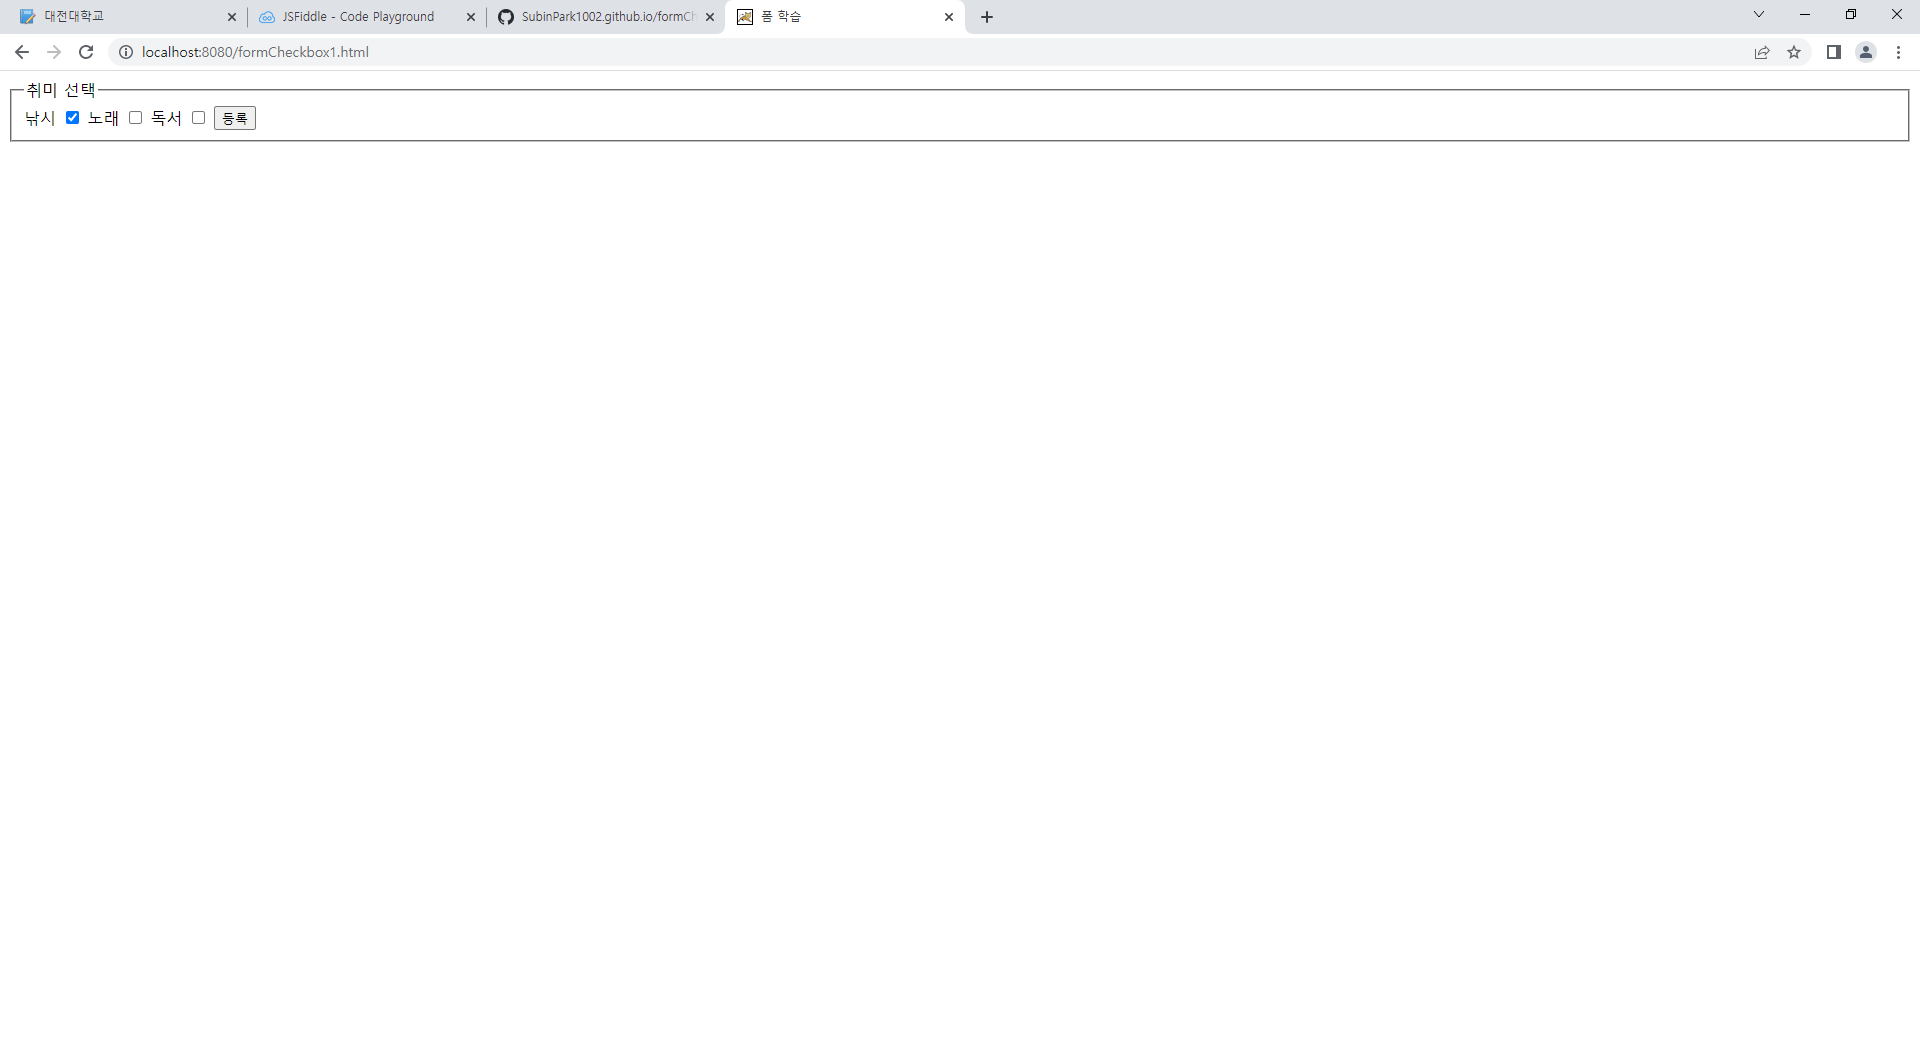 대전대학교
JSFiddle - Code Playground
SubinPark1002.github.io/formCh
폼 학습
localhost:8080/formCheckbox1.html
취미 선택
낚시 노래 독서 등록